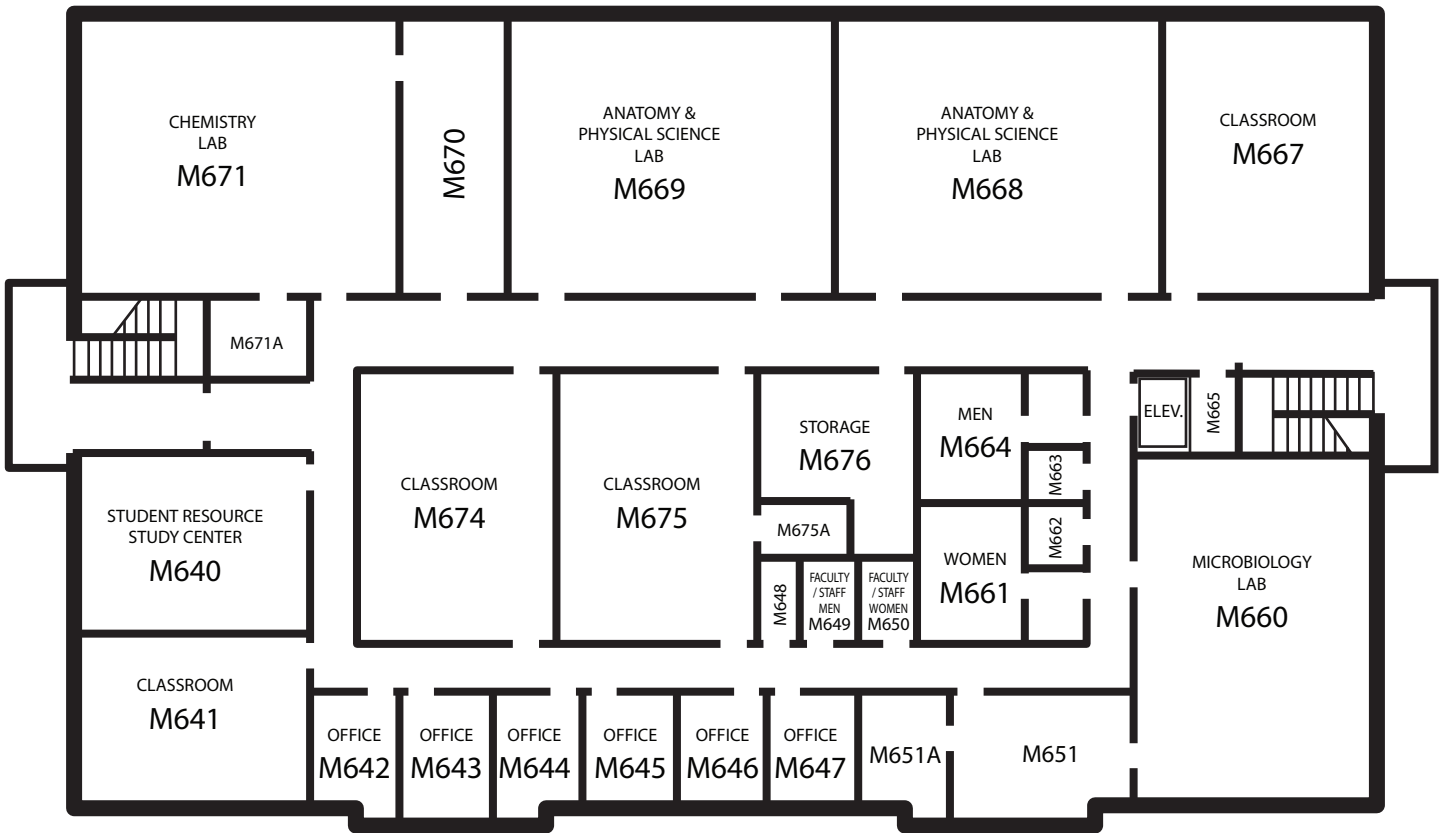 CHEMISTRY
LAB
M671
M670
ANATOMY &
PHYSICAL SCIENCE
LAB
M669
ANATOMY &
PHYSICAL SCIENCE
LAB
M668
CLASSROOM
M667
M671A
STUDENT RESOURCE
STUDY CENTER
M640
CLASSROOM
M674
CLASSROOM
M675
STORAGE
M676
M675A
MEN
M664
M663
M662
WOMEN
M661
ELEV.
M665
MICROBIOLOGY
LAB
M660
M648
FACULTY
/ STAFF
MEN
M649
FACULTY
/ STAFF
WOMEN
M650
CLASSROOM
M641
OFFICE
M642
OFFICE
M643
OFFICE
M644
OFFICE
M645
OFFICE
M646
OFFICE
M647
M651A
M651